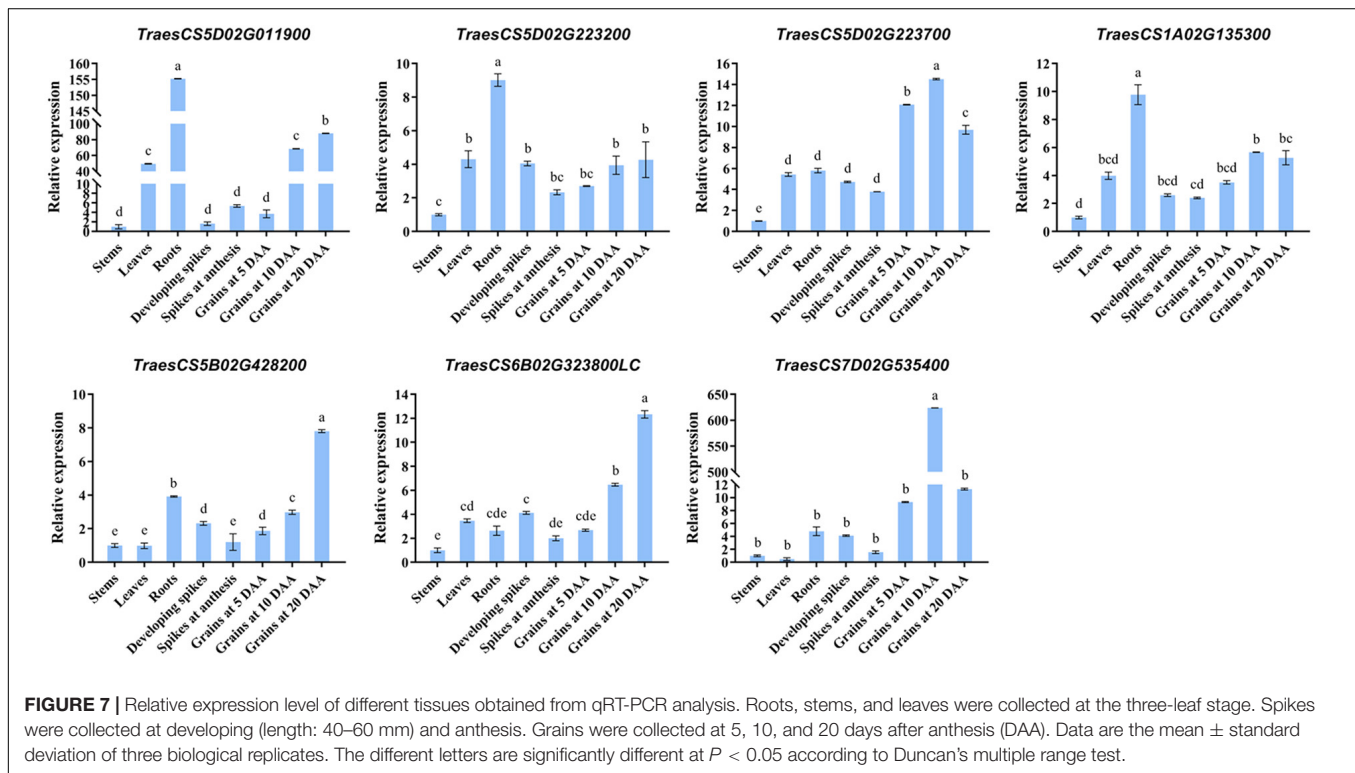 TraesCS5D02G011900
Relative expression
160
155
150
145
100
80
60
40
10
8
6
4
2
0
d
c
a
d
d
d
c
b
Stems
Leaves
Roots
Developing spikes
Spikes at anthesis
Grains at 5 DAA
Grains at 10 DAA
Grains at 20 DAA
TraesCS5D02G223200
Relative expression
10
8
6
4
2
0
c
b
a
b
bc
bc
b
b
Stems
Leaves
Roots
Developing spikes
Spikes at anthesis
Grains at 5 DAA
Grains at 10 DAA
Grains at 20 DAA
TraesCS5D02G223700
Relative expression
16
14
12
10
8
6
4
2
0
e
d
d
d
d
b
a
c
Stems
Leaves
Roots
Developing spikes
Spikes at anthesis
Grains at 5 DAA
Grains at 10 DAA
Grains at 20 DAA
TraesCS1A02G135300
Relative expression
12
10
8
6
4
2
0
d
bcd
a
bcd
cd
bcd
b
bc
Stems
Leaves
Roots
Developing spikes
Spikes at anthesis
Grains at 5 DAA
Grains at 10 DAA
Grains at 20 DAA
TraesCS5B02G428200
Relative expression
10
8
6
4
2
0
e
e
b
d
e
d
c
a
Stems
Leaves
Roots
Developing spikes
Spikes at anthesis
Grains at 5 DAA
Grains at 10 DAA
Grains at 20 DAA
TraesCS6B02G323800LC
Relative expression
14
12
10
8
6
4
2
0
e
cd
cde
c
de
cde
b
a
Stems
Leaves
Roots
Developing spikes
Spikes at anthesis
Grains at 5 DAA
Grains at 10 DAA
Grains at 20 DAA
TraesCS7D02G535400
Relative expression
650
600
550
500
12
10
8
6
4
2
0
b
b
b
b
b
b
a
b
Stems
Leaves
Roots
Developing spikes
Spikes at anthesis
Grains at 5 DAA
Grains at 10 DAA
Grains at 20 DAA
FIGURE 7 | Relative expression level of different tissues obtained from qRT-PCR analysis. Roots, stems, and leaves were collected at the three-leaf stage. Spikes
were collected at developing (length: 40–60 mm) and anthesis. Grains were collected at 5, 10, and 20 days after anthesis (DAA). Data are the mean ± standard
deviation of three biological replicates. The different letters are significantly different at P < 0.05 according to Duncan's multiple range test.